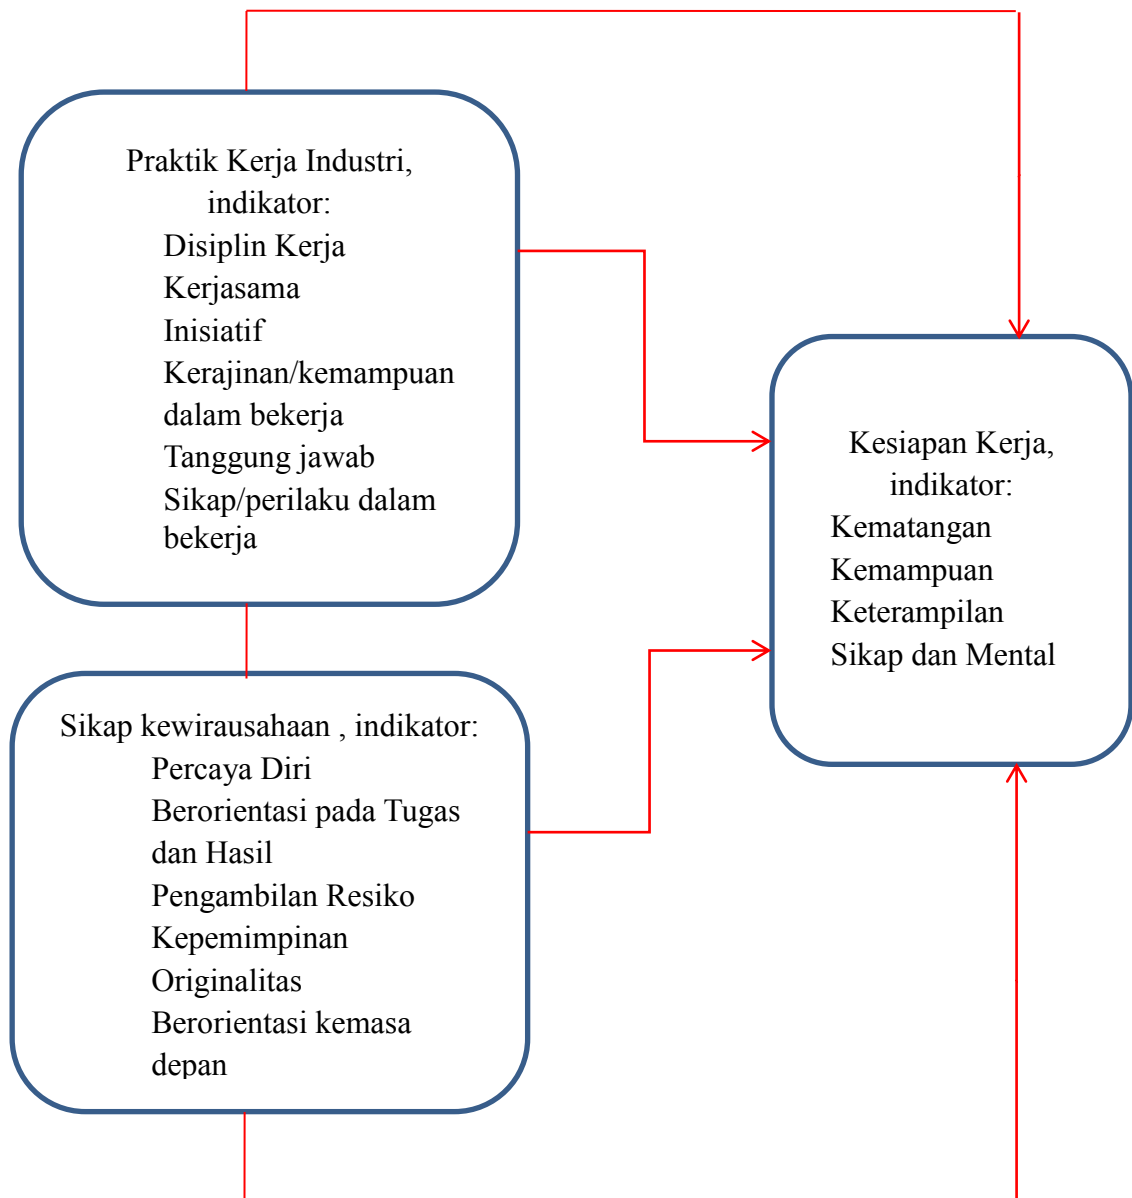 Praktik Kerja Industri,
indikator:
Disiplin Kerja
Kerjasama
Inisiatif
Kerajinan/kemampuan
dalam bekerja
Tanggung jawab
Sikap/perilaku dalam
bekerja
Kesiapan Kerja,
indikator:
Kematangan
Kemampuan
Keterampilan
Sikap dan Mental
Sikap kewirausahaan , indikator:
Percaya Diri
Berorientasi pada Tugas
dan Hasil
Pengambilan Resiko
Kepemimpinan
Originalitas
Berorientasi kemasa
depan